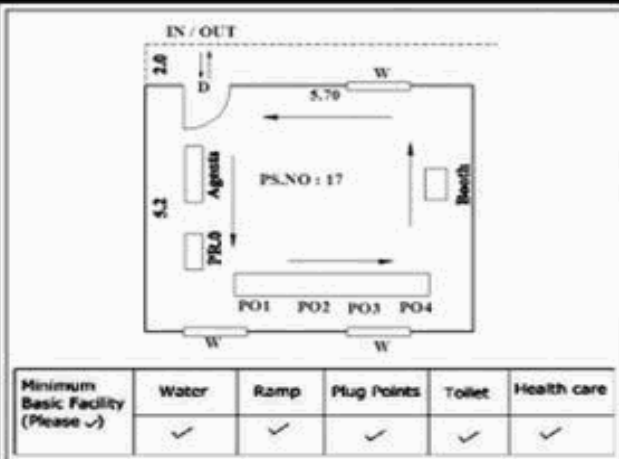 IN / OUT
2.0
D
W
5.70
Agents
PS.NO : 17
Booth
5.2
PR.0
PO1 PO2 PO3 PO4
W
W
Minimum Basic Facility (Please ✓)
Water
Ramp
Plug Points
Toilet
Health care
✓ ✓ ✓ ✓ ✓